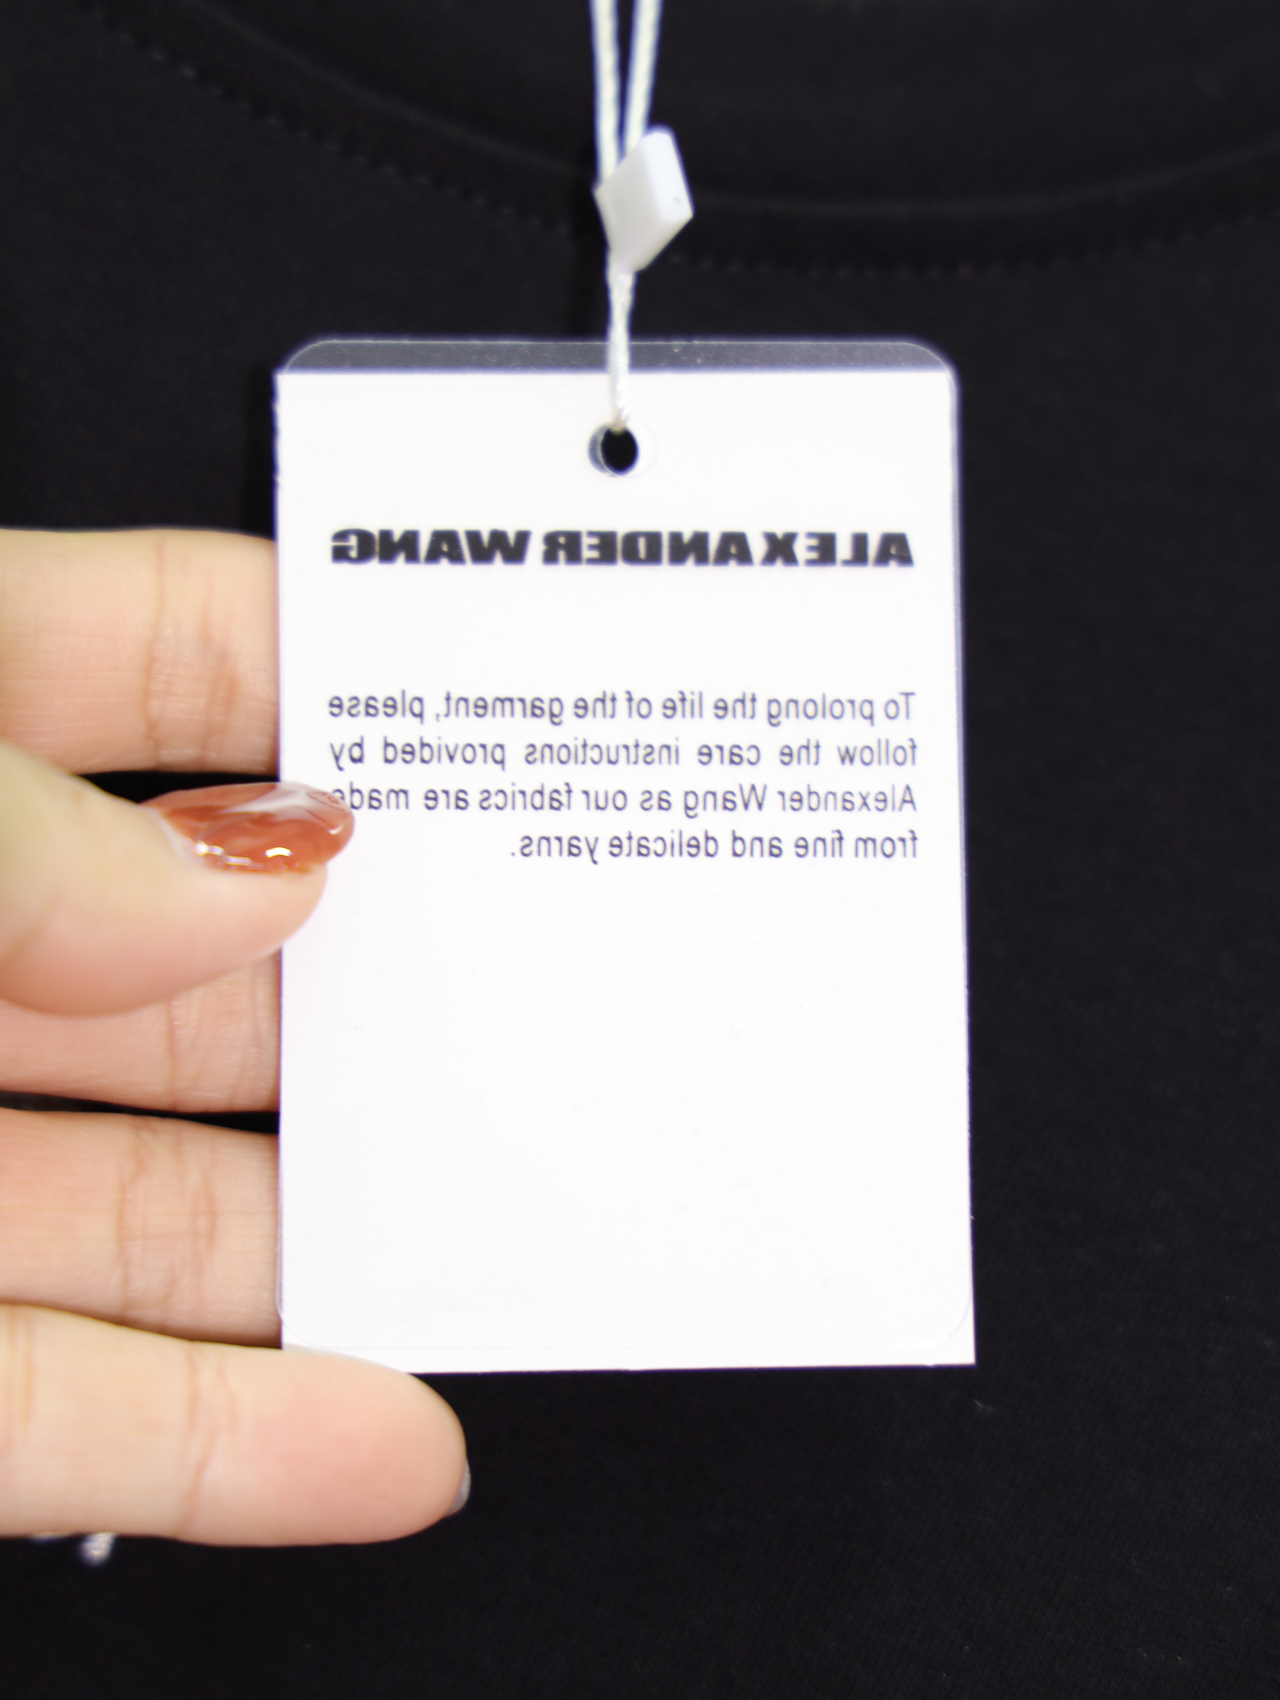 ALEXANDER WANG
To prolong the life of the garment, please
follow the care instructions provided by
Alexander Wang as our fabrics are made
from fine and delicate yarns.